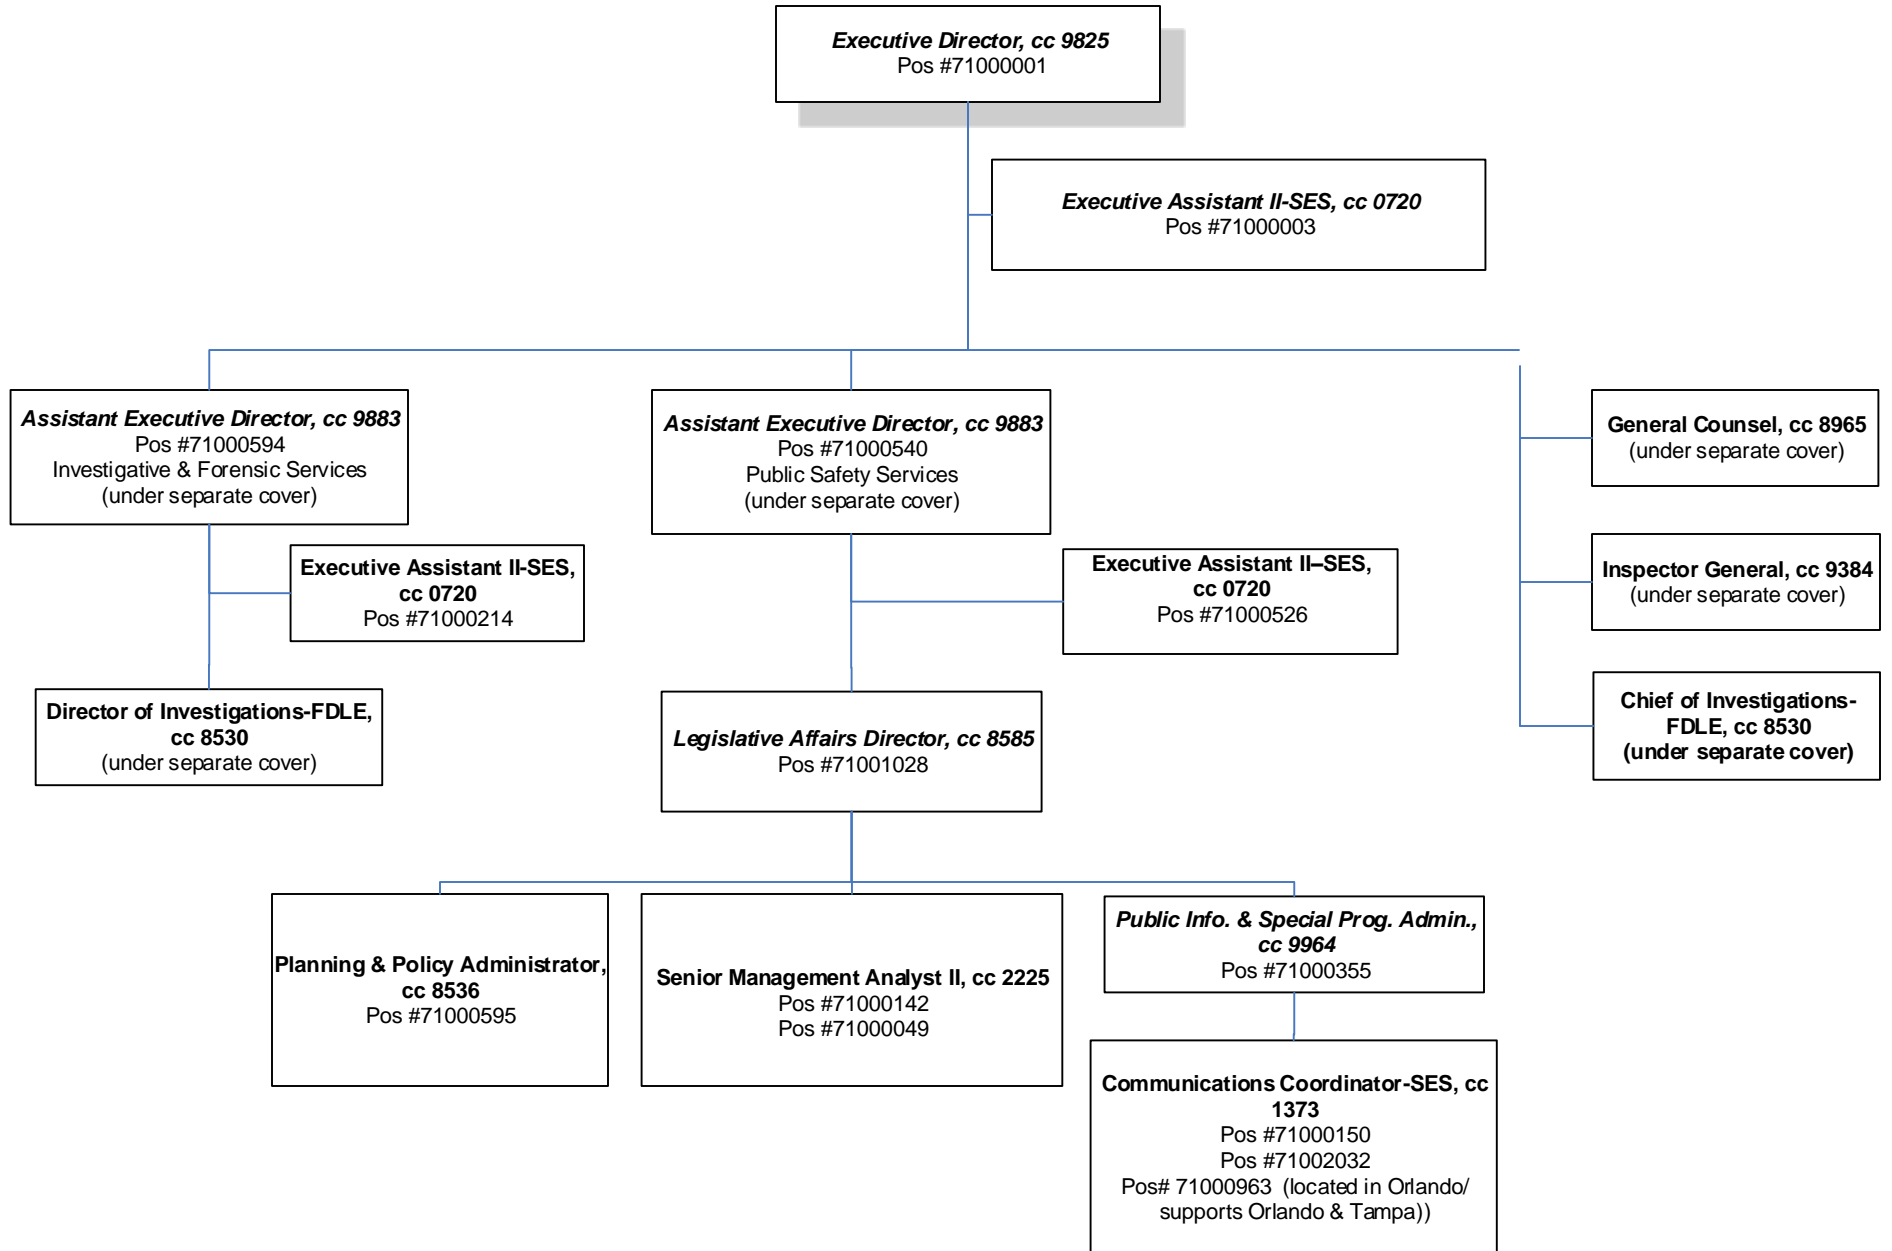 Executive Director, cc 9825
Pos #71000001
Executive Assistant II-SES, cc 0720
Pos #71000003
Assistant Executive Director, cc 9883
Pos #71000594
Investigative & Forensic Services
(under separate cover)
Assistant Executive Director, cc 9883
Pos #71000540
Public Safety Services
(under separate cover)
General Counsel, cc 8965
(under separate cover)
Executive Assistant II-SES,
cc 0720
Pos #71000214
Executive Assistant II–SES,
cc 0720
Pos #71000526
Inspector General, cc 9384
(under separate cover)
Director of Investigations-FDLE,
cc 8530
(under separate cover)
Legislative Affairs Director, cc 8585
Pos #71001028
Chief of Investigations-
FDLE, cc 8530
(under separate cover)
Planning & Policy Administrator,
cc 8536
Pos #71000595
Senior Management Analyst II, cc 2225
Pos #71000142
Pos #71000049
Public Info. & Special Prog. Admin.,
cc 9964
Pos #71000355
Communications Coordinator-SES, cc
1373
Pos #71000150
Pos #71002032
Pos# 71000963 (located in Orlando/
supports Orlando & Tampa))